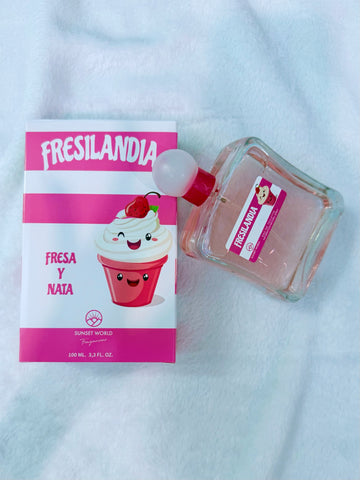 FRESILANDIA
FRESA
Y
NATA
SUNSET WORLD
Fragrances
100 ML. 3,3 FL. OZ.
FRESILANDIA